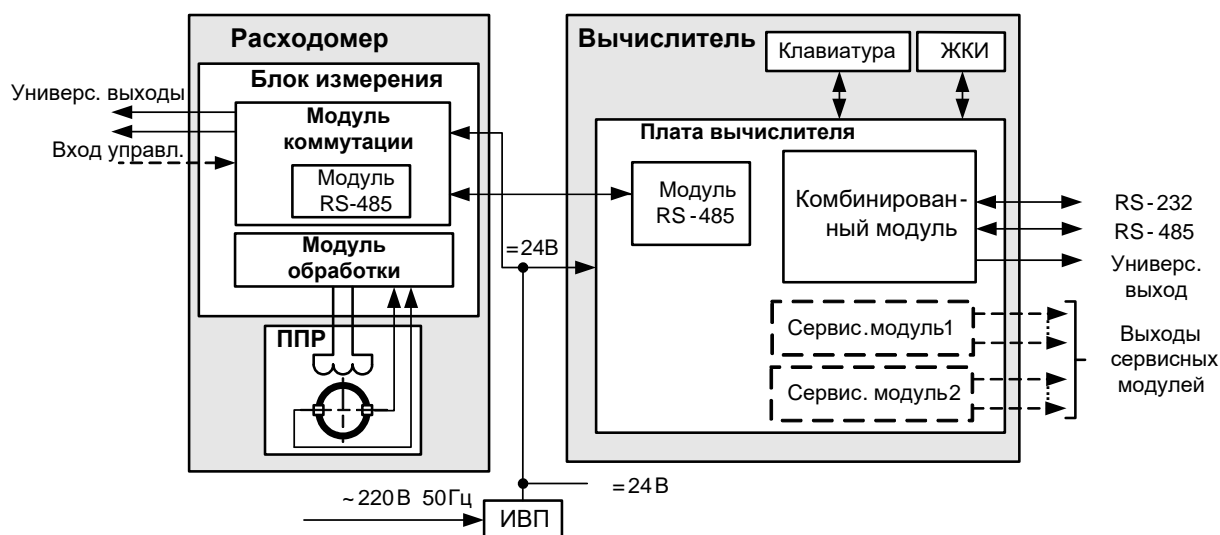 Расходомер
Блок измерения
Универс. выходы
Вход управл.
Модуль
коммутации
Модуль
RS-485
Модуль
обработки
ППР
Вычислитель
Клавиатура
ЖКИ
Плата вычислителя
Модуль
RS-485
Комбинирован-
ный модуль
RS-232
RS-485
Универс.
выход
=24В
Сервис.модуль1
Сервис. модуль2
Выходы
сервисных
модулей
=24В
~220В 50Гц
ИВП